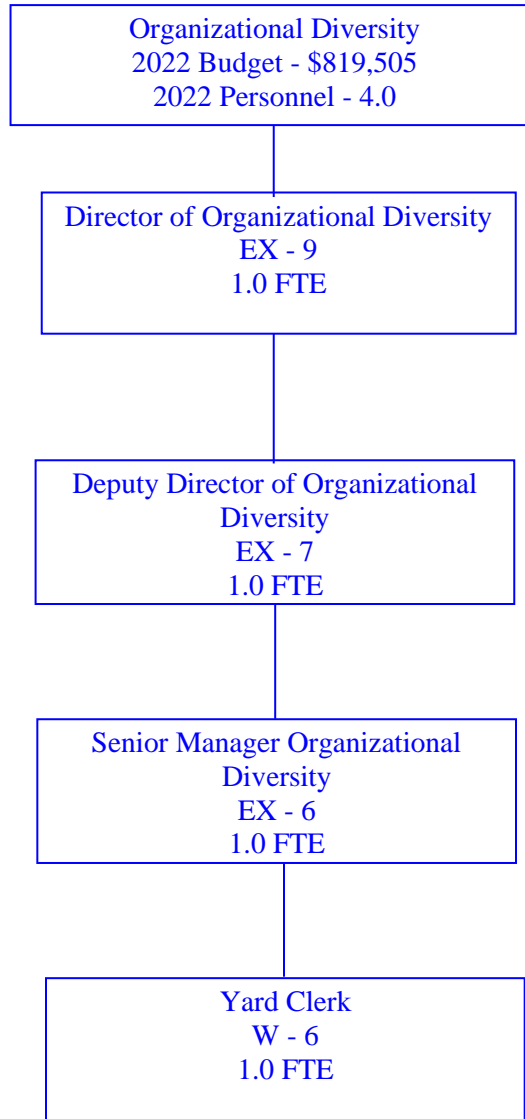 Organizational Diversity
2022 Budget - $819,505
2022 Personnel - 4.0
Director of Organizational Diversity
EX - 9
1.0 FTE
Deputy Director of Organizational
Diversity
EX - 7
1.0 FTE
Senior Manager Organizational
Diversity
EX - 6
1.0 FTE
Yard Clerk
W - 6
1.0 FTE